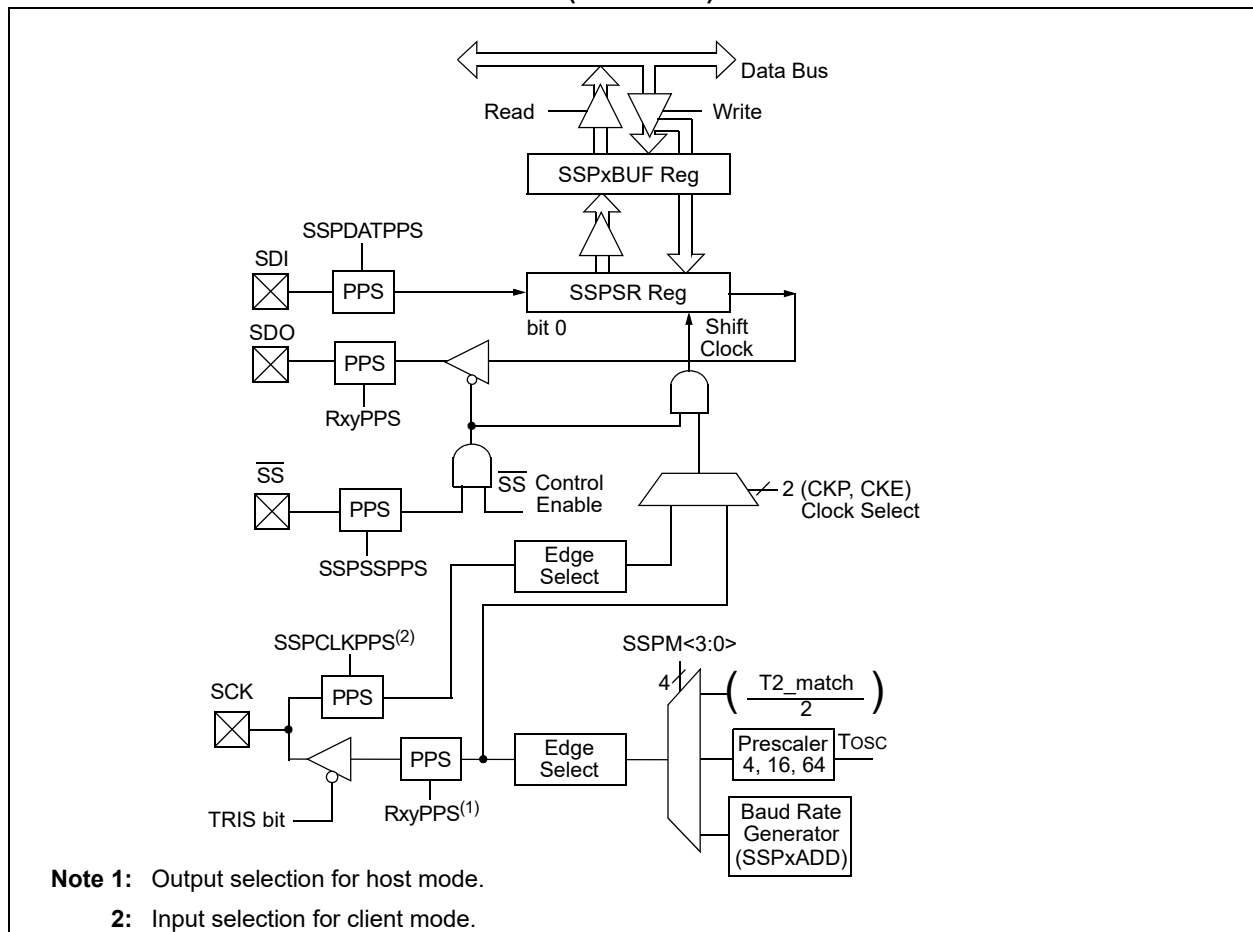 Data Bus
Read
Write
SSPxBUF Reg
SSPDATPPS
SDI
PPS
SSPSR Reg
bit 0
Shift
Clock
SDO
PPS
RxyPPS
SS
PPS
SS Control
Enable
2 (CKP, CKE)
Clock Select
SSPSSPPS
Edge
Select
SSPCLKPPS(2)
SSPM<3:0>
4
SCK
PPS
( T2_match
2 )
PPS
Edge
Select
Prescaler
4, 16, 64
TOSC
RxyPPS(1)
TRIS bit
Baud Rate
Generator
(SSPxADD)
Note 1: Output selection for host mode.
2: Input selection for client mode.